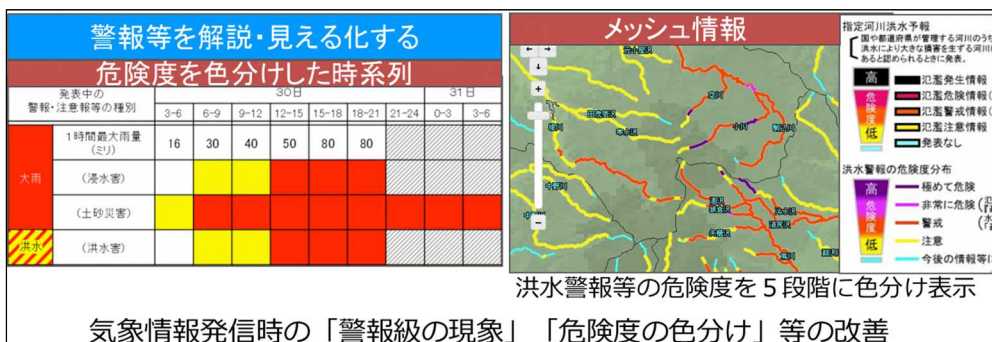 警報等を解説・見える化する
危険度を色分けした時系列
発表中の
警報・注意報等の種別
30日
31日
3-6 6-9 9-12 12-15 15-18 18-21 21-24 0-3 3-6
大雨
1時間最大雨量
(ミリ)
16 30 40 50 80 80
(浸水害)
(土砂災害)
洪水
(洪水害)
メッシュ情報
中野川
十川
指定河川洪水予報
国や都道府県が管理する河川のうち
洪水により大きな損害を生ずる河川
あると認められるときに発表。
高
危険度
低
氾濫発生情報
氾濫危険情報
氾濫警戒情報
氾濫注意情報
発表なし
洪水警報の危険度分布
高
危険度
低
極めて危険
非常に危険
警戒
注意
今後の情報等に
洪水警報等の危険度を5段階に色分け表示
気象情報発信時の「警報級の現象」「危険度の色分け」等の改善